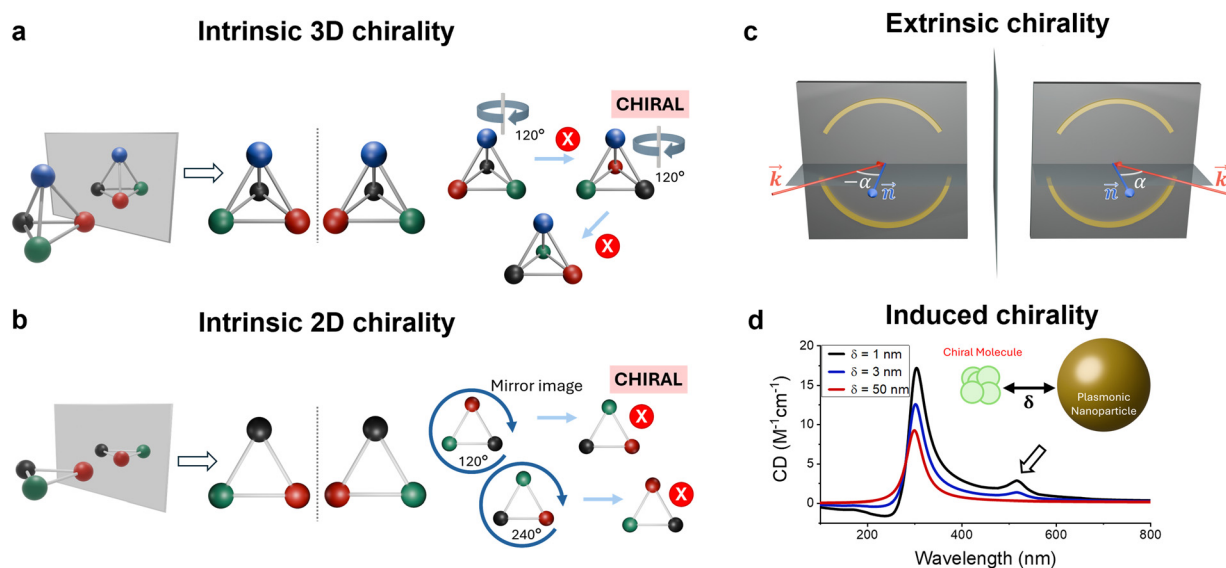 a
Intrinsic 3D chirality
CHIRAL
120°
X
120°
X
b
Intrinsic 2D chirality
Mirror image
CHIRAL
X
120°
X
240°
c
Extrinsic chirality
k⃗
−α
n⃗
k⃗
α
n⃗
d
Induced chirality
δ = 1 nm
δ = 3 nm
δ = 50 nm
Chiral Molecule
δ
Plasmonic
Nanoparticle
CD (M⁻¹cm⁻¹)
20
15
10
5
0
200 400 600 800
Wavelength (nm)